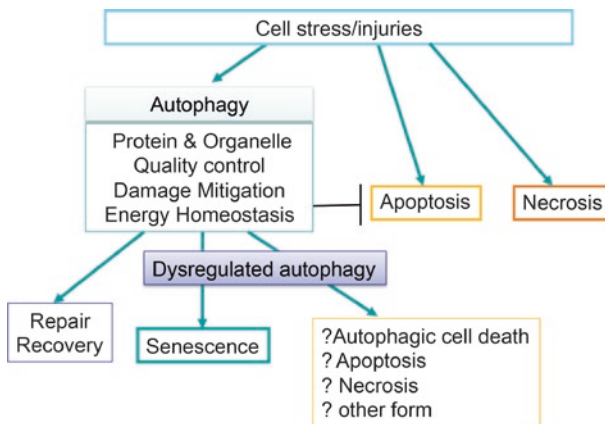 Cell stress/injuries
Autophagy
Protein & Organelle
Quality control
Damage Mitigation
Energy Homeostasis
Apoptosis
Necrosis
Dysregulated autophagy
Repair
Recovery
Senescence
?Autophagic cell death
? Apoptosis
? Necrosis
? other form